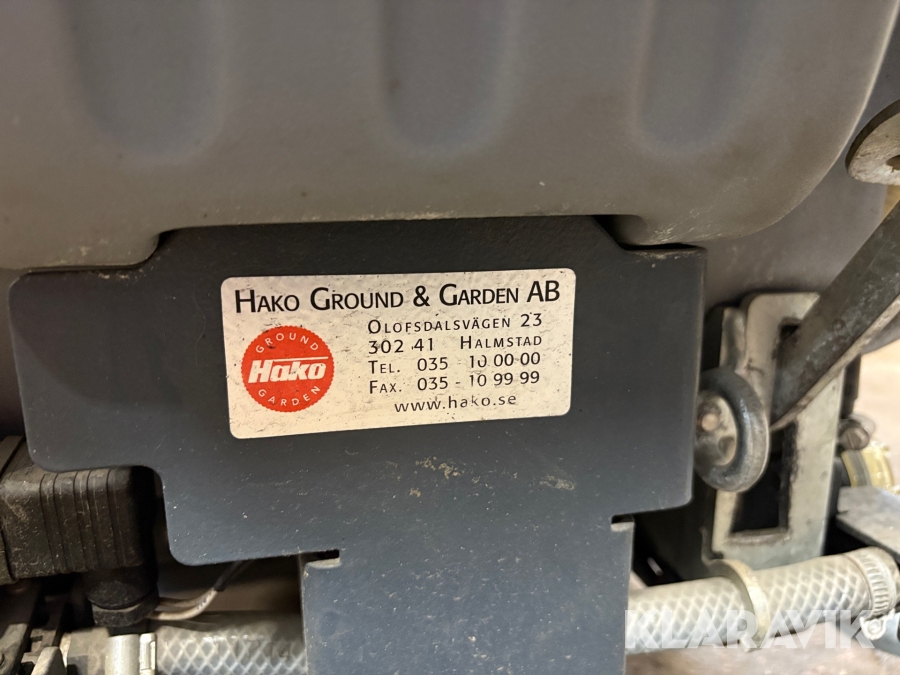 HAKO GROUND & GARDEN AB
OLOFSDALSVÄGEN 23
302 41 HALMSTAD
TEL. 035 - 10 00 00
FAX. 035 - 10 99 99
www.hako.se
GROUND
Hako
GARDEN
KLARAVIK